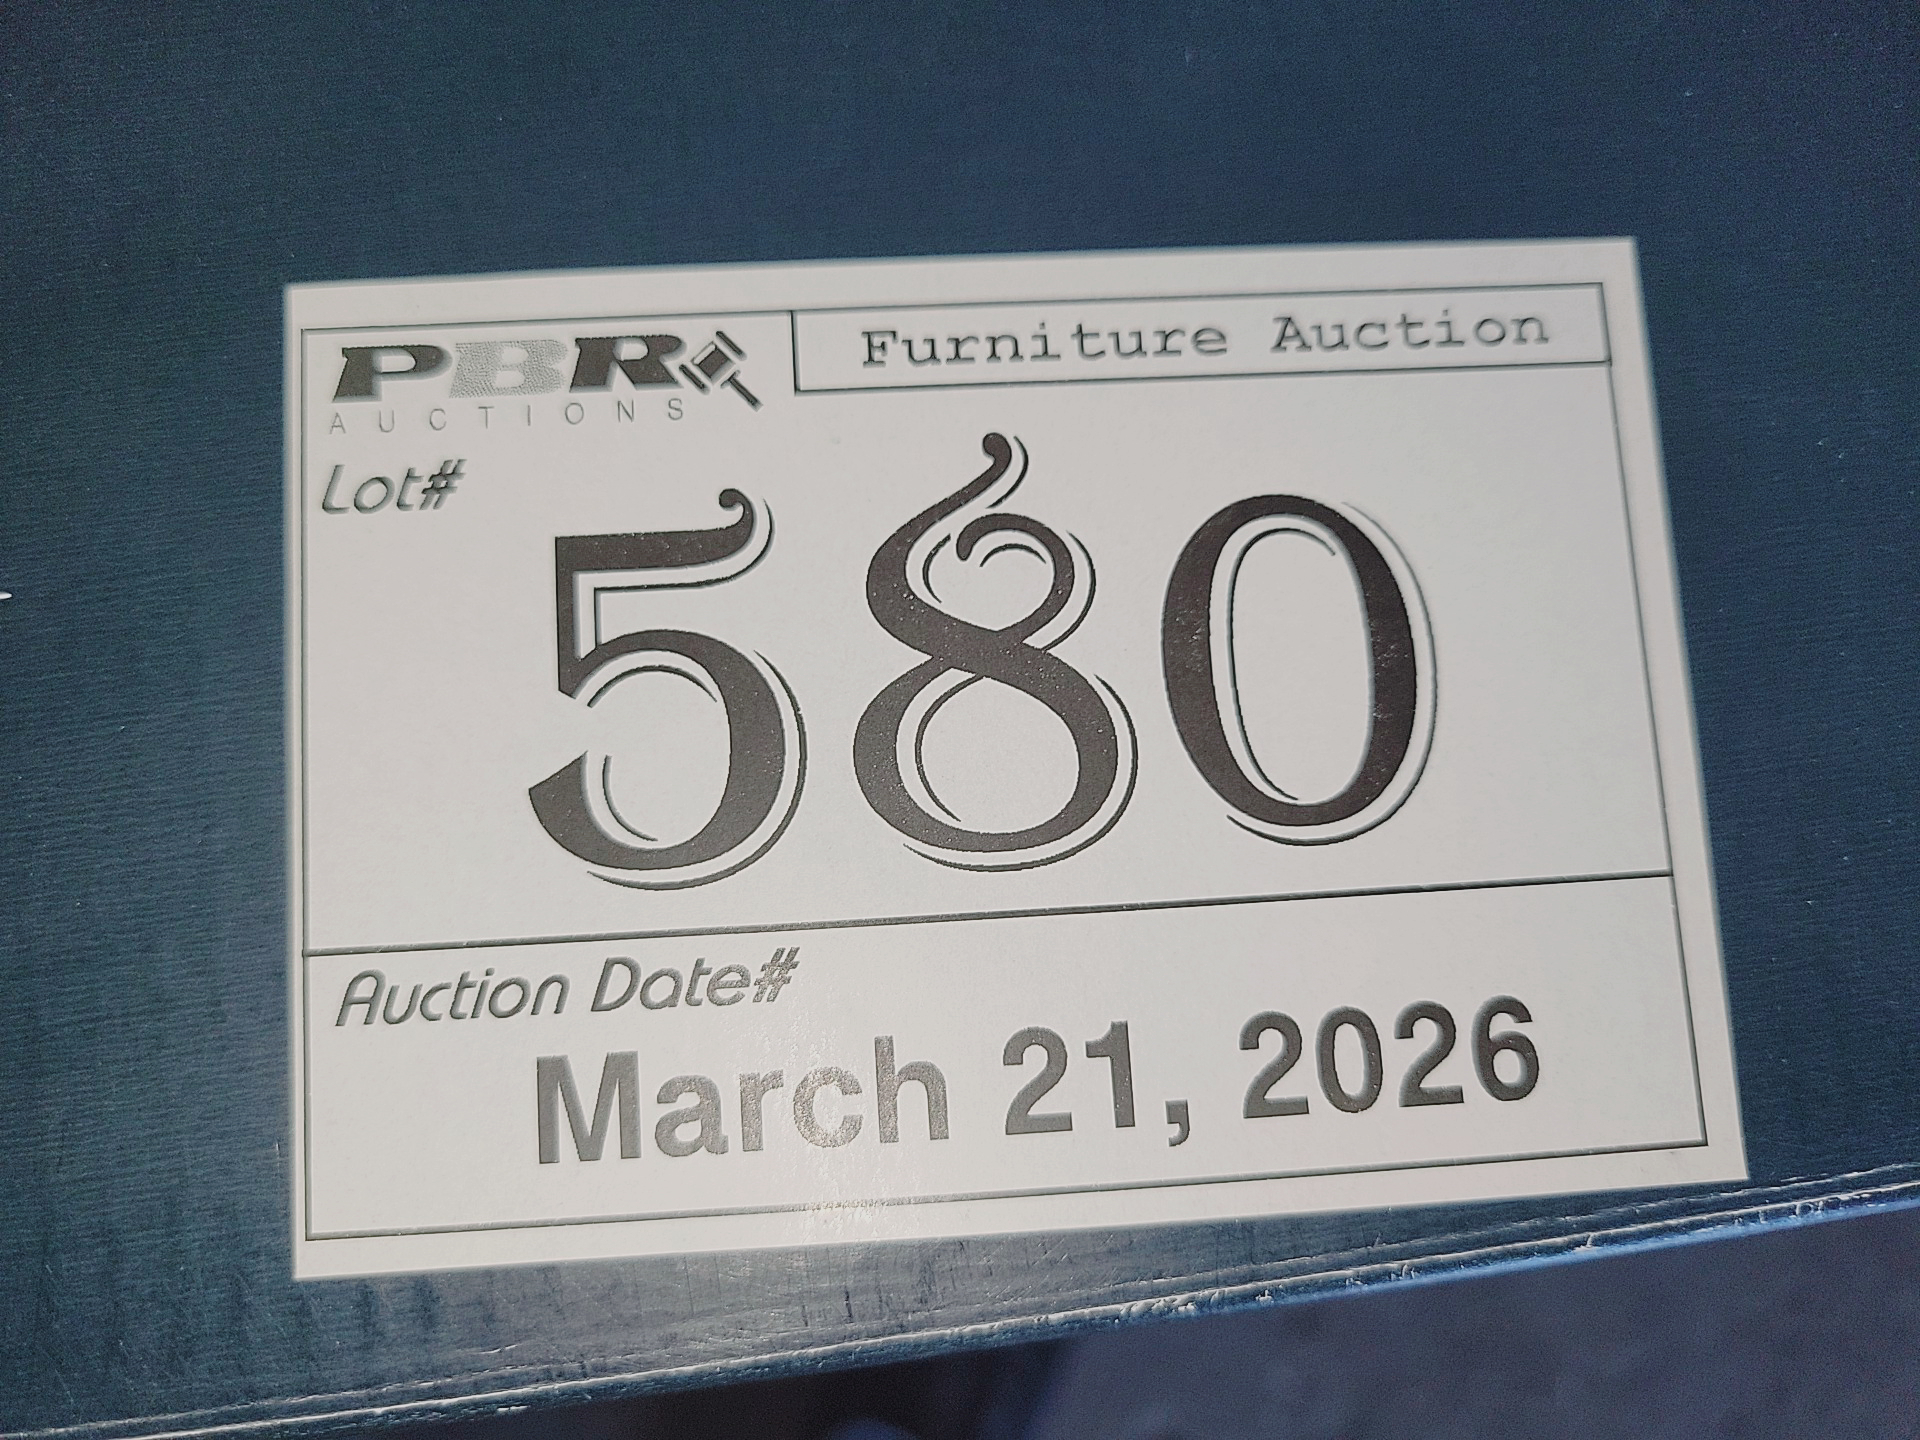 PBR
AUCTIONS
Furniture Auction
Lot#
580
Auction Date#
March 21, 2026